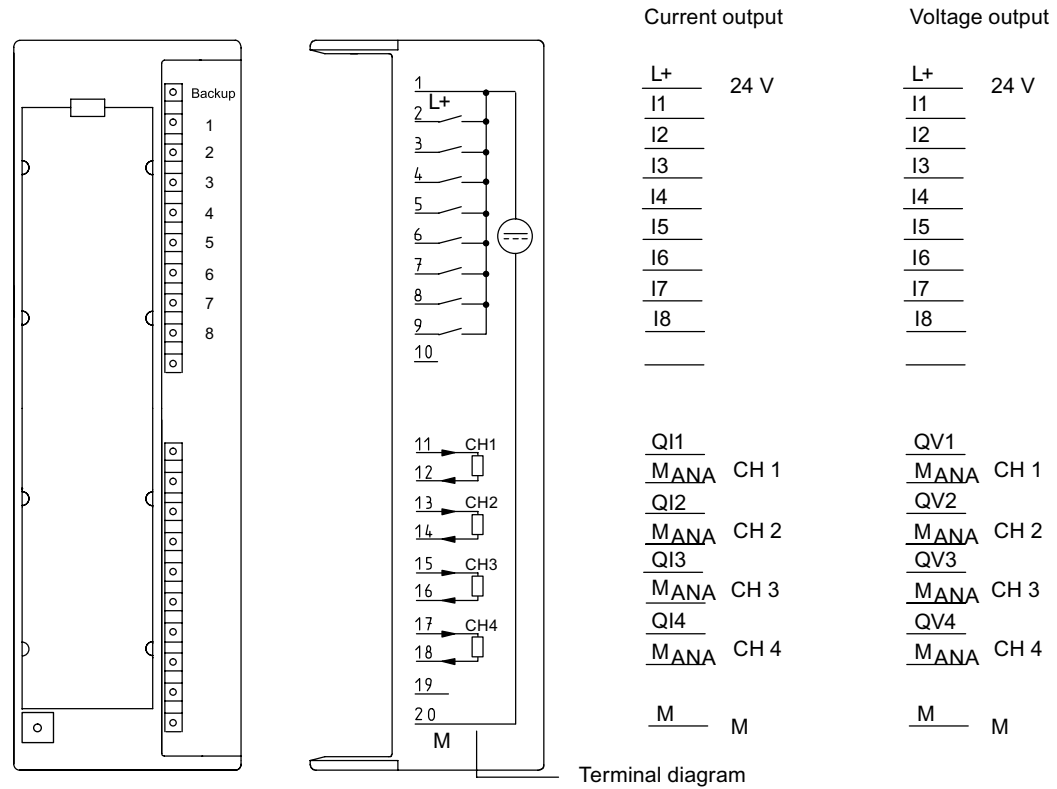 Current output
Voltage output
Backup
1
2
3
4
5
6
7
8
1
L+
2
3
4
5
6
7
8
9
10
11 CH1
12
13 CH2
14
15 CH3
16
17 CH4
18
19
20
M
Terminal diagram
L+ 24 V
I1
I2
I3
I4
I5
I6
I7
I8
QI1
MANA CH 1
QI2
MANA CH 2
QI3
MANA CH 3
QI4
MANA CH 4
M M
L+ 24 V
I1
I2
I3
I4
I5
I6
I7
I8
QV1
MANA CH 1
QV2
MANA CH 2
QV3
MANA CH 3
QV4
MANA CH 4
M M